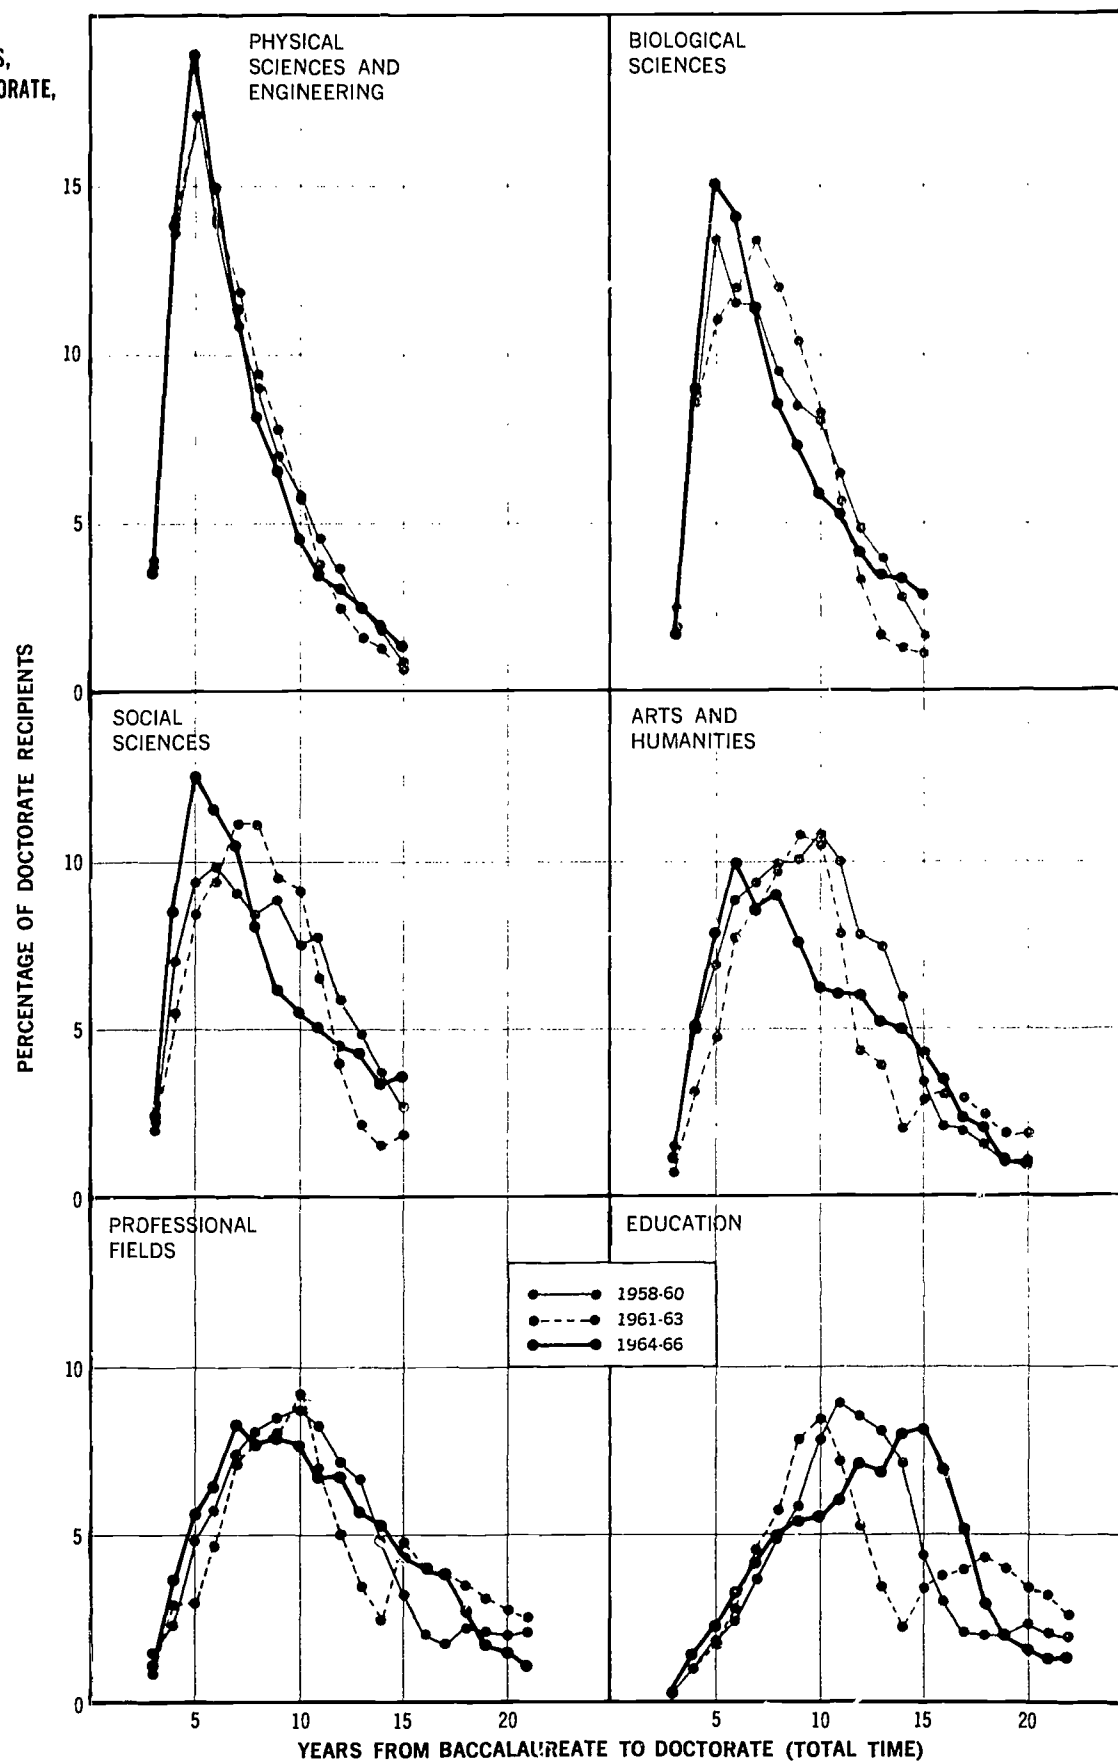 S,
ORATE,
PHYSICAL
SCIENCES AND
ENGINEERING
BIOLOGICAL
SCIENCES
15
10
5
0
PERCENTAGE OF DOCTORATE RECIPIENTS
SOCIAL
SCIENCES
ARTS AND
HUMANITIES
10
5
0
PROFESSIONAL
FIELDS
EDUCATION
1958-60
1961-63
1964-66
10
5
0
5 10 15 20 5 10 15 20
YEARS FROM BACCALAUREATE TO DOCTORATE (TOTAL TIME)